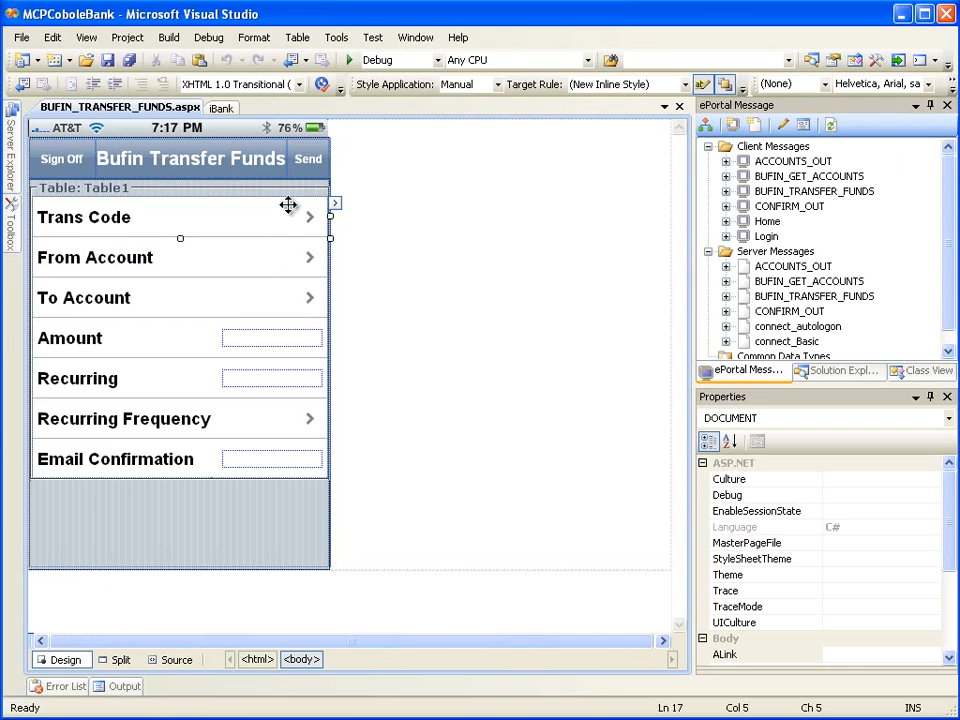 MCPCoboleBank - Microsoft Visual Studio
File Edit View Project Build Debug Format Table Tools Test Window Help
Debug Any CPU
XHTML 1.0 Transitional ( Style Application: Manual Target Rule: (New Inline Style) (None) Helvetica, Arial, sa
BUFIN_TRANSFER_FUNDS.aspx iBank
ePortal Message
Server Explorer
Toolbox
AT&T 7:17 PM 76%
Sign Off Bufin Transfer Funds Send
Table: Table1
Trans Code
From Account
To Account
Amount
Recurring
Recurring Frequency
Email Confirmation
Client Messages
ACCOUNTS_OUT
BUFIN_GET_ACCOUNTS
BUFIN_TRANSFER_FUNDS
CONFIRM_OUT
Home
Login
Server Messages
ACCOUNTS_OUT
BUFIN_GET_ACCOUNTS
BUFIN_TRANSFER_FUNDS
CONFIRM_OUT
connect_autologon
connect_Basic
Common Data Types
ePortal Mess... Solution Expl... Class View
Properties
DOCUMENT
ASP.NET
Culture
Debug
EnableSessionState
Language C#
MasterPageFile
StyleSheetTheme
Theme
Trace
TraceMode
UICulture
Body
ALink
Design Split Source <html> <body>
Error List Output
Ready Ln 17 Col 5 Ch 5 INS